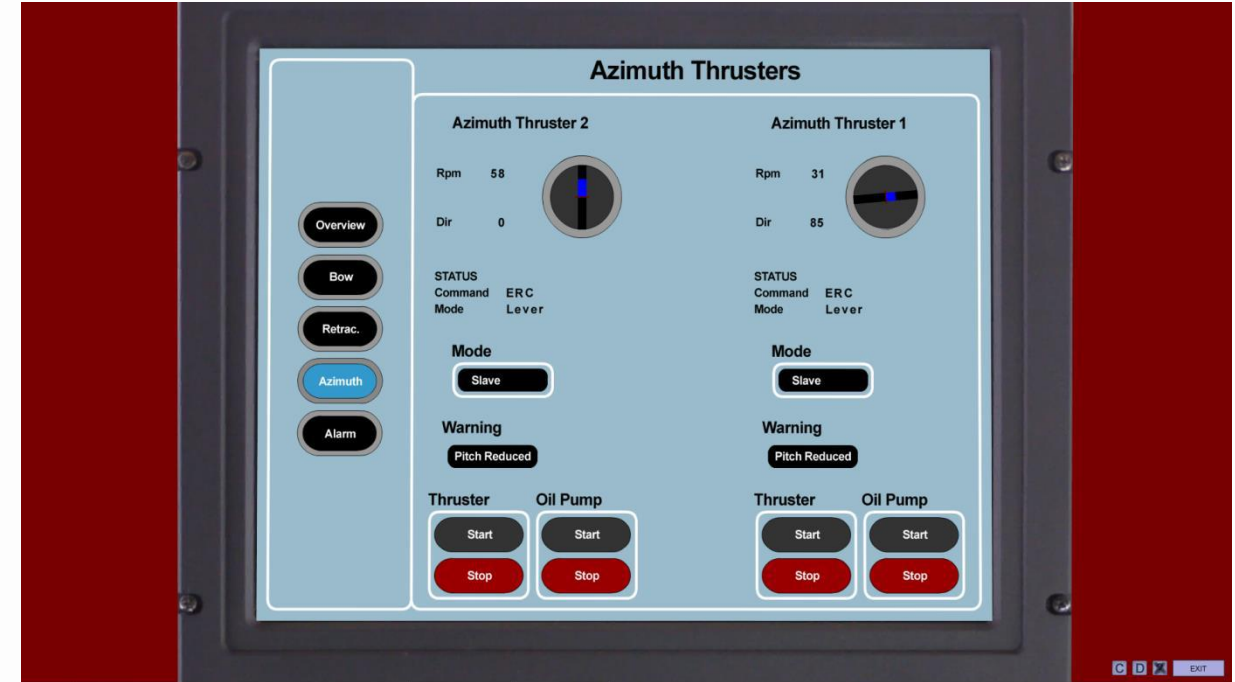 Azimuth Thrusters
Overview
Bow
Retrac.
Azimuth
Alarm
Azimuth Thruster 2
Rpm 58
Dir 0
STATUS
Command ERC
Mode Lever
Mode
Slave
Warning
Pitch Reduced
Thruster Oil Pump
Start Start
Stop Stop
Azimuth Thruster 1
Rpm 31
Dir 85
STATUS
Command ERC
Mode Lever
Mode
Slave
Warning
Pitch Reduced
Thruster Oil Pump
Start Start
Stop Stop
C D X EXIT